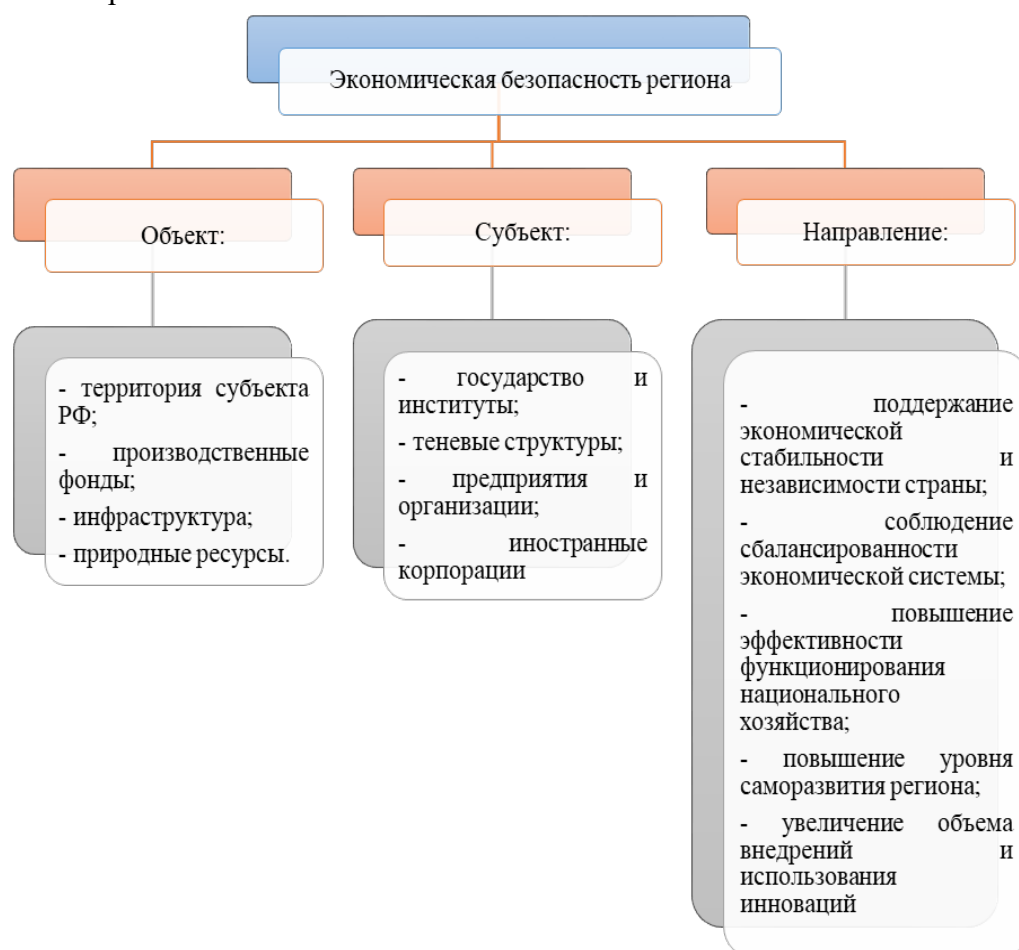 Экономическая безопасность региона
Объект:
Субъект:
Направление:
- территория субъекта
РФ;
- производственные
фонды;
- инфраструктура;
- природные ресурсы.
- государство и
институты;
- теневые структуры;
- предприятия и
организации;
- иностранные
корпорации
- поддержание
экономической
стабильности и
независимости страны;
- соблюдение
сбалансированности
экономической системы;
- повышение
эффективности
функционирования
национального
хозяйства;
- повышение уровня
саморазвития региона;
- увеличение объема
внедрений и
использования
инноваций